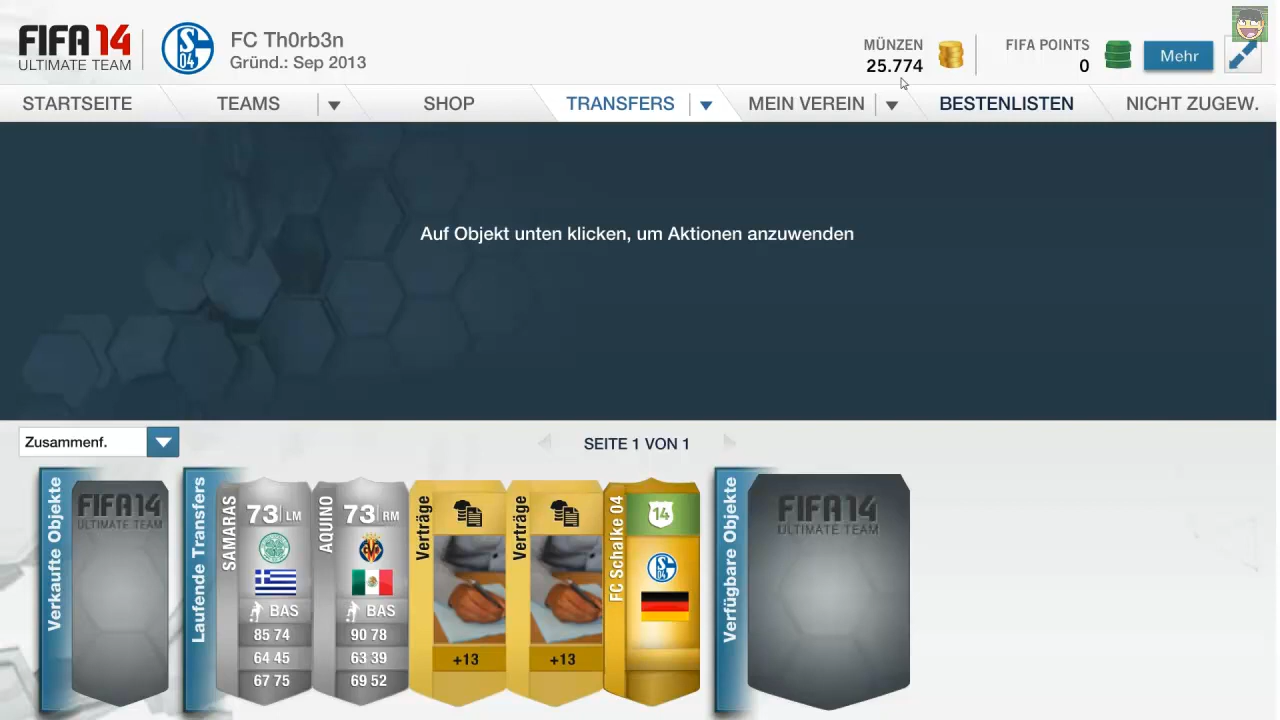 FIFA 14
ULTIMATE TEAM
S 04
FC Th0rb3n
Gründ.: Sep 2013
MÜNZEN
25.774
FIFA POINTS
0
Mehr
STARTSEITE
TEAMS
SHOP
TRANSFERS
MEIN VEREIN
BESTENLISTEN
NICHT ZUGEW.
Auf Objekt unten klicken, um Aktionen anzuwenden
Zusammenf.
SEITE 1 VON 1
Verkaufte Objekte
FIFA 14
ULTIMATE TEAM
Laufende Transfers
SAMARAS
73 LM
BAS
85 74
64 45
67 75
AQUINO
73 RM
BAS
90 78
63 39
69 52
Verträge
+13
Verträge
+13
FC Schalke 04
14
Verfügbare Objekte
FIFA 14
ULTIMATE TEAM